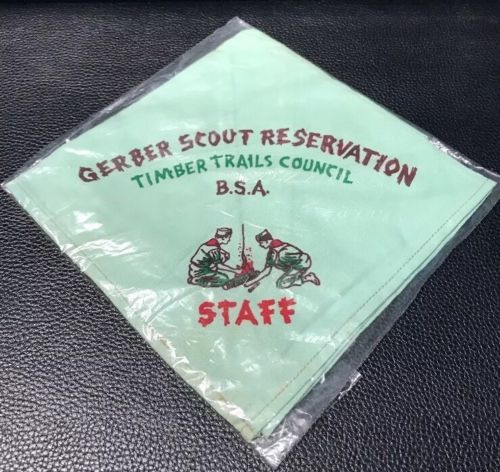 GERBER SCOUT RESERVATION
TIMBER TRAILS COUNCIL
B.S.A.
STAFF